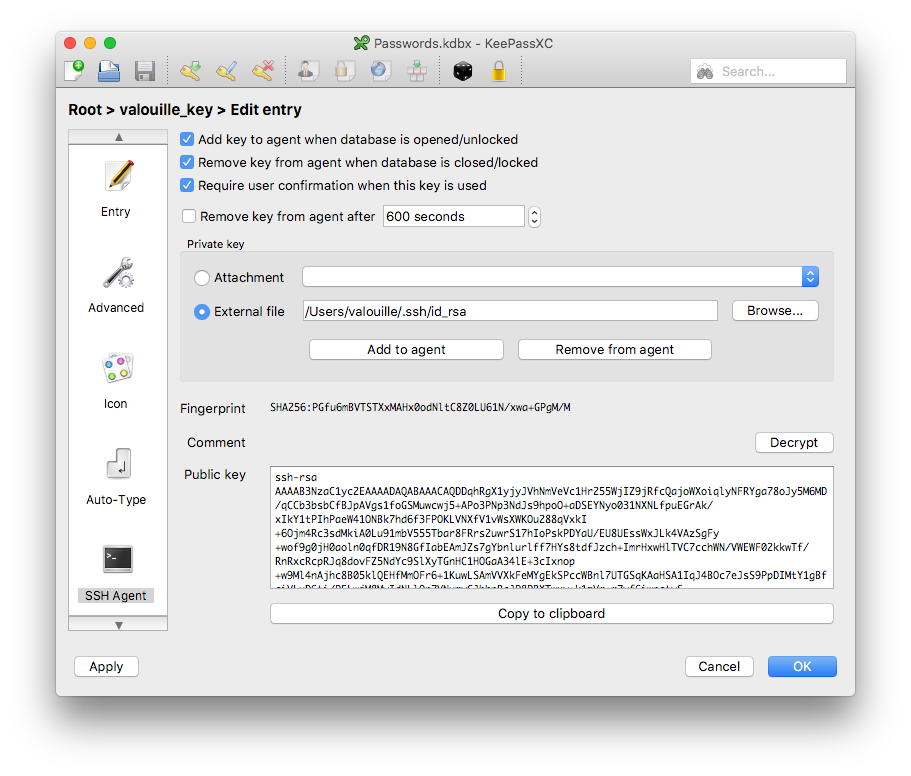 Passwords.kdbx - KeePassXC
Search...
Root > valouille_key > Edit entry
Add key to agent when database is opened/unlocked
Remove key from agent when database is closed/locked
Require user confirmation when this key is used
Remove key from agent after 600 seconds
Private key
Attachment
External file /Users/valouille/.ssh/id_rsa Browse...
Add to agent Remove from agent
Fingerprint SHA256:PGfu6mBVTSTXxMAHx0odNltC8Z0LU61N/xwa+GPgM/M
Comment Decrypt
Public key
ssh-rsa
AAAAB3NzaC1yc2EAAAADAQABAAACAQDDqhRgX1yjyJVhNmVeVc1Hr255WjIZ9jRfcQajoWXoiqlyNFRYga78oJy5M6MD
/qCCb3bsbCfBJpAVgs1foGSMuwcwj5+APo3PNp3NdJs9hpoO+aDSEYNyo031NXNLfpuEGrAk/
xIkY1tPIhPaeW41ONBk7hd6f3FPOKLVNXfV1vWsXWKOu288qVxkI
+6Ojm4Rc3sdMkiA0Lu91mbV555Tbar8FRrs2uwrS17hIoPskPDYaU/EU8UEssWxJLk4VAzSgFy
+wof9g0jH0aoln0qfDR19N8GfIabEAmJZs7gYbnlurlff7HYs8tdfJzch+ImrHxwHlTVC7cchWN/VWEWF02kkwTf/
RnRxcRcpRJq8dovFZ5NdYc9SlXyTGnHC1HOGaA34lE+3cIxnop
+w9Ml4nAjhc8B05klQEHfMmOFr6+1KuwLSAmVVXkFeMYgEkSPccWBnl7UTGSqKAaHSA1IqJ4BOc7eJsS9PpDIMtY1gBf
Copy to clipboard
Entry
Advanced
Icon
Auto-Type
SSH Agent
Apply Cancel OK